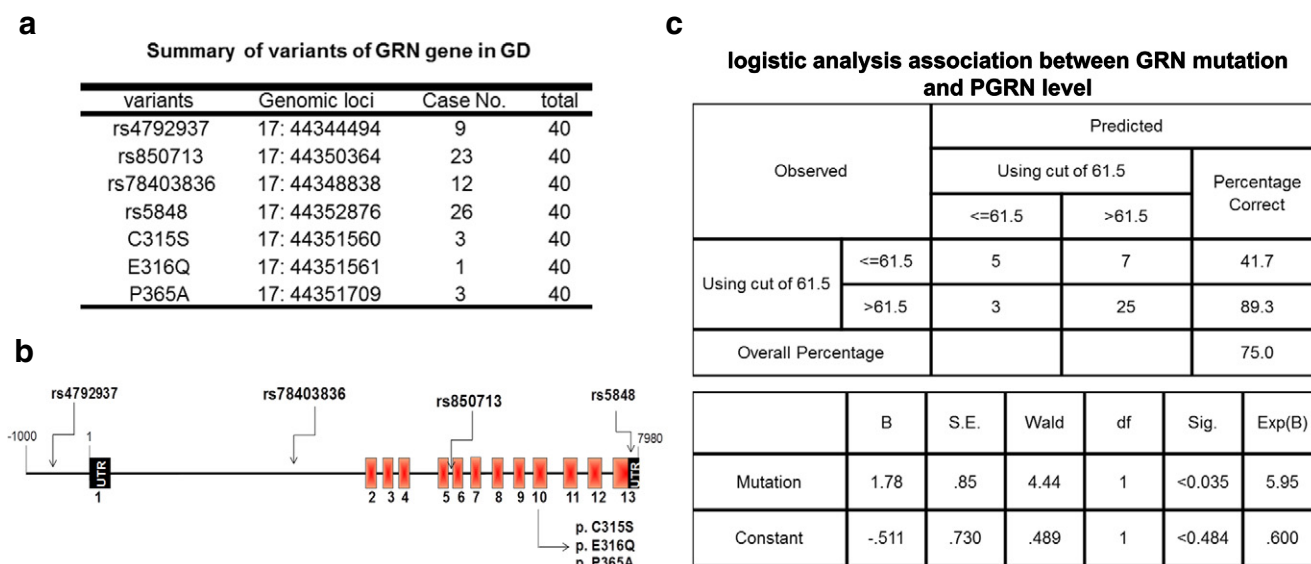 a
Summary of variants of GRN gene in GD
variants Genomic loci Case No. total
rs4792937 17: 44344494 9 40
rs850713 17: 44350364 23 40
rs78403836 17: 44348838 12 40
rs5848 17: 44352876 26 40
C315S 17: 44351560 3 40
E316Q 17: 44351561 1 40
P365A 17: 44351709 3 40
b
rs4792937 rs78403836 rs850713 rs5848
-1000 1 7980
UTR UTR
1 2 3 4 5 6 7 8 9 10 11 12 13
p. C315S
p. E316Q
p. P365A
c
logistic analysis association between GRN mutation
and PGRN level
Observed
Predicted
Using cut of 61.5
Percentage
Correct
<=61.5 >61.5
Using cut of 61.5
<=61.5 5 7 41.7
>61.5 3 25 89.3
Overall Percentage 75.0
B S.E. Wald df Sig. Exp(B)
Mutation 1.78 .85 4.44 1 <0.035 5.95
Constant -.511 .730 .489 1 <0.484 .600